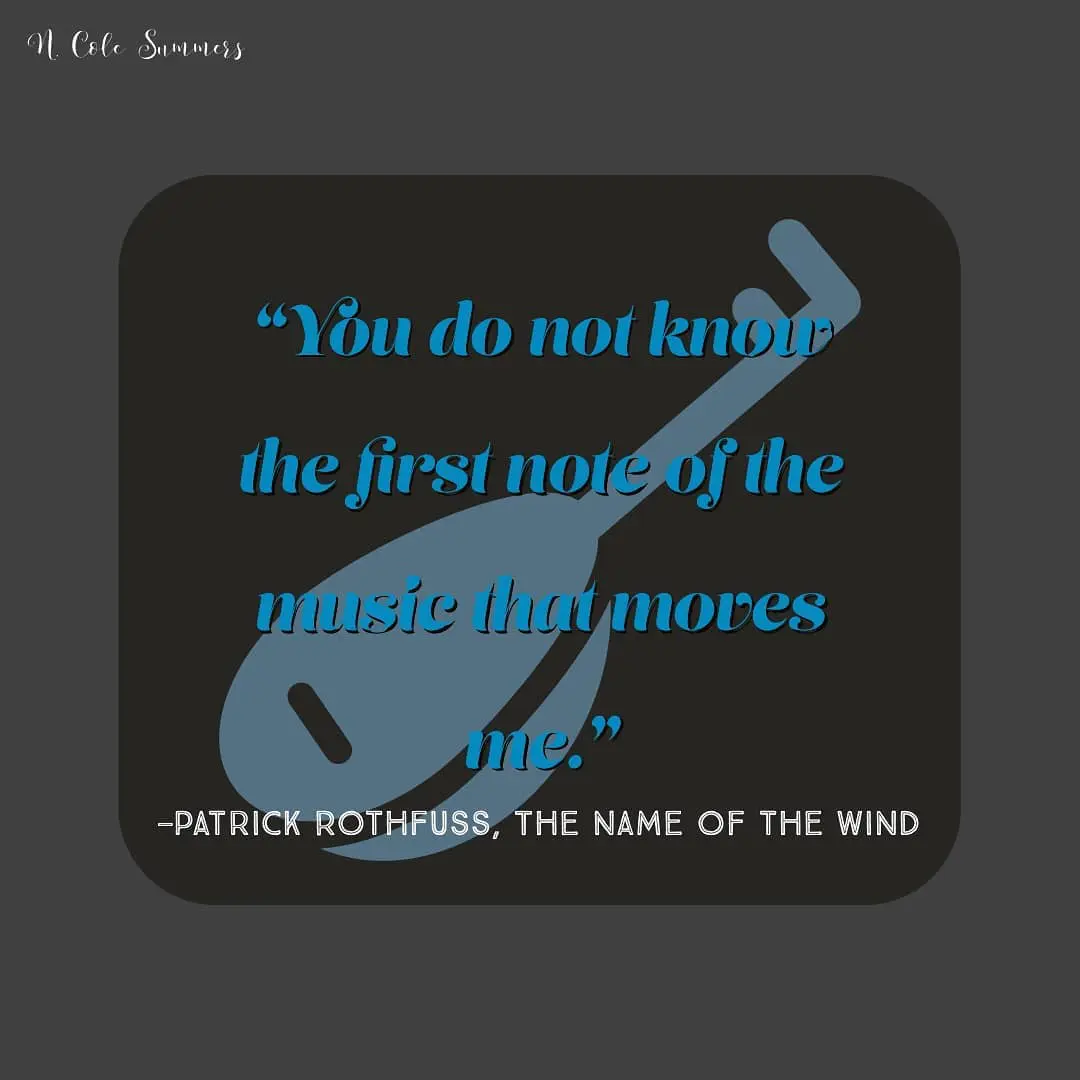 N. Cole Summers
“You do not know
the first note of the
music that moves
me.”
–PATRICK ROTHFUSS, THE NAME OF THE WIND